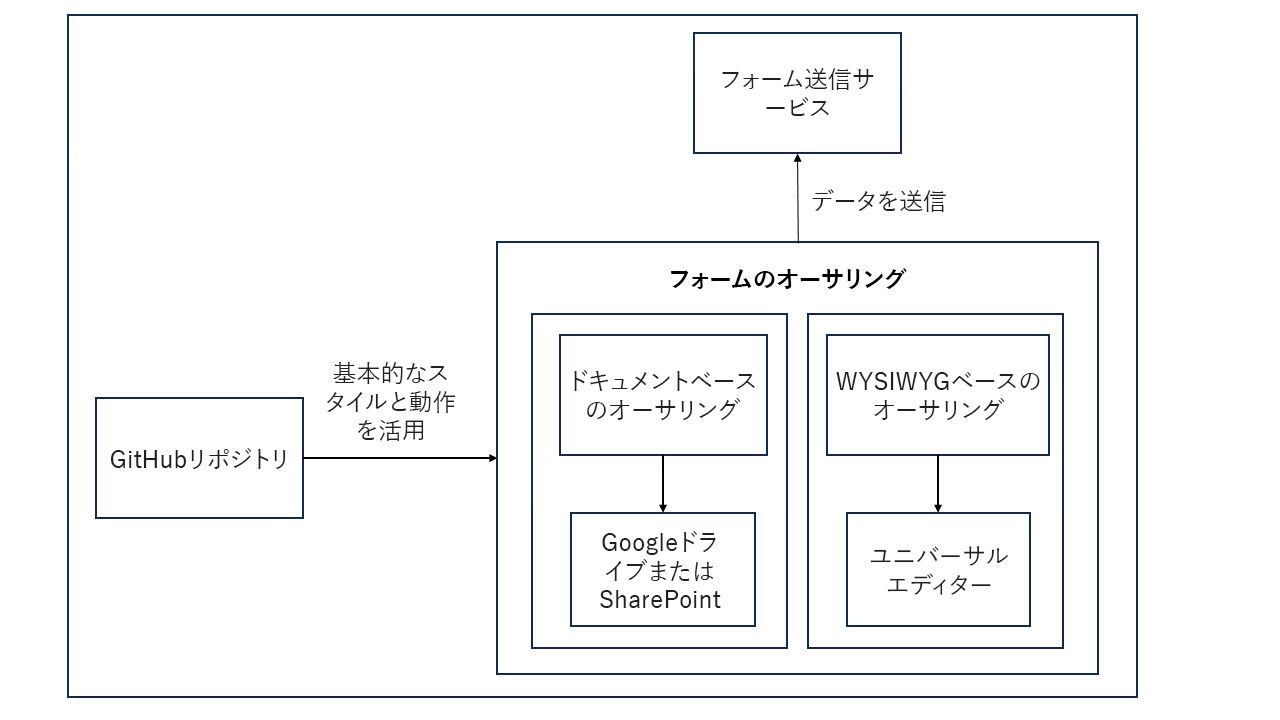 フォーム送信サ
ービス
データを送信
フォームのオーサリング
基本的なス
タイルと動作
を活用
GitHubリポジトリ
ドキュメントベース
のオーサリング
WYSIWYGベースの
オーサリング
Googleドラ
イブまたは
SharePoint
ユニバーサル
エディター